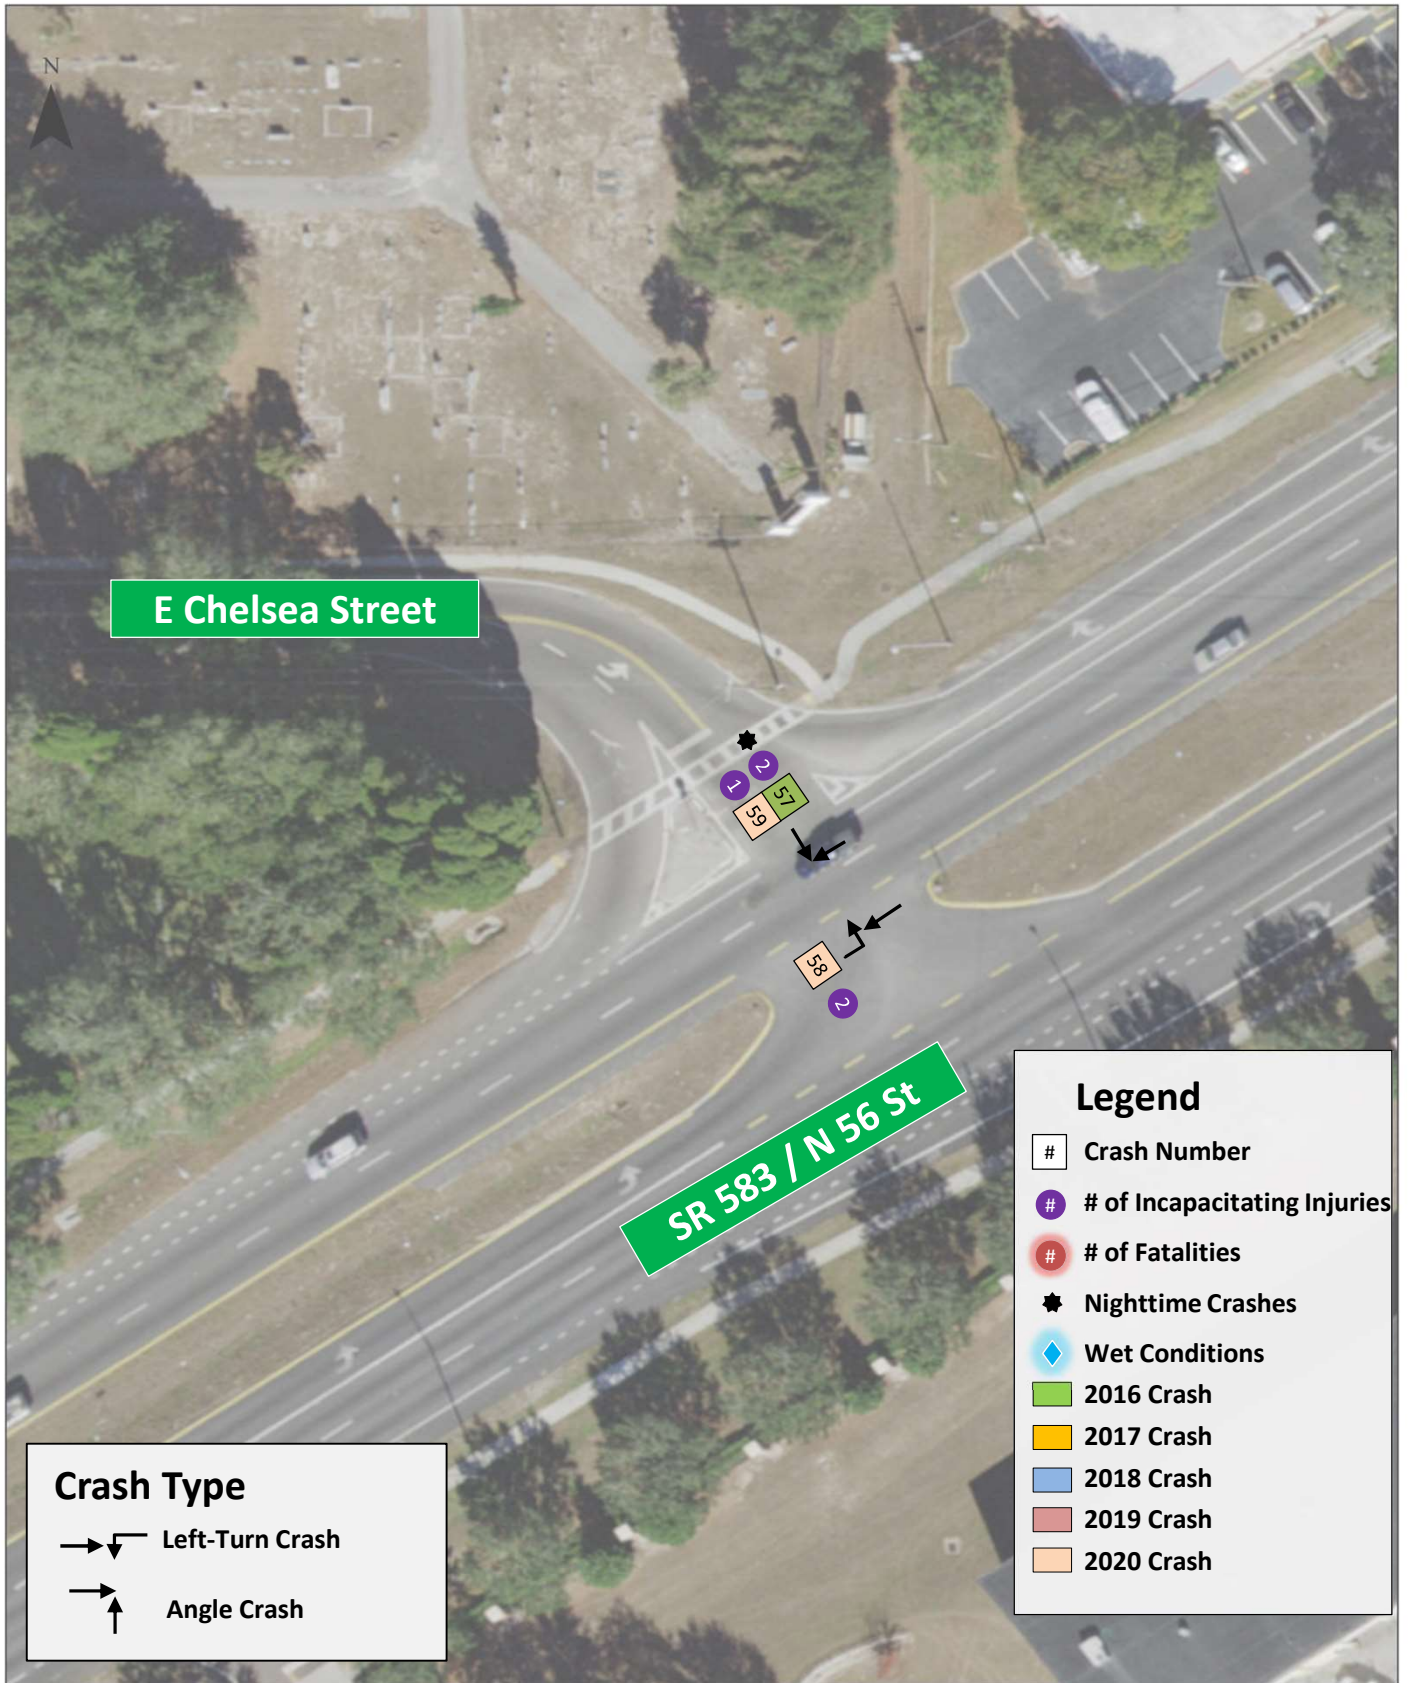 N
E Chelsea Street
2
1
57
59
58
2
SR 583 / N 56 St
Legend
# Crash Number
# # of Incapacitating Injuries
# # of Fatalities
Nighttime Crashes
Wet Conditions
2016 Crash
2017 Crash
2018 Crash
2019 Crash
2020 Crash
Crash Type
Left-Turn Crash
Angle Crash